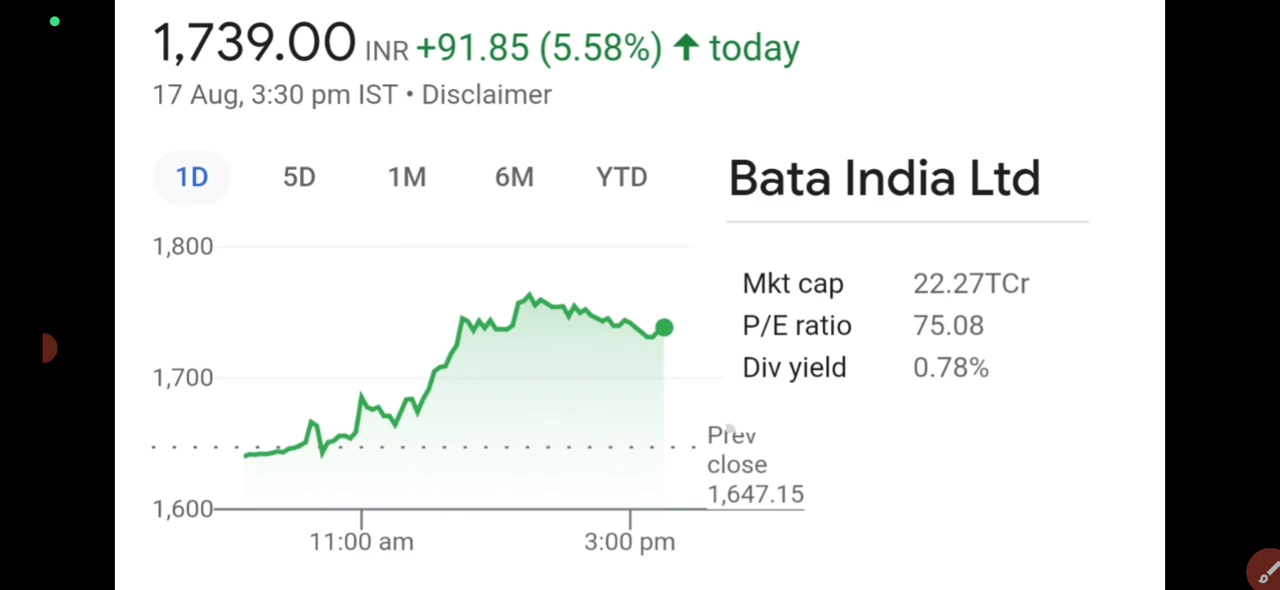 1,739.00 INR +91.85 (5.58%) ↑ today
17 Aug, 3:30 pm IST • Disclaimer
1D 5D 1M 6M YTD
Bata India Ltd
Mkt cap 22.27TCr
P/E ratio 75.08
Div yield 0.78%
1,800
1,700
1,600
Prev
close
1,647.15
11:00 am 3:00 pm